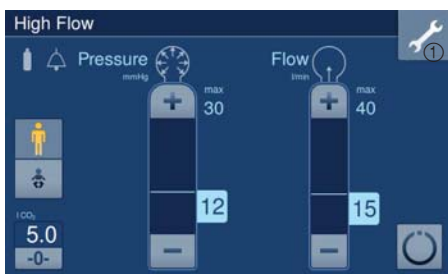 High Flow
①
Pressure
mmHg
Flow
l/min
+
max
30
+
max
40
12
15
l CO₂
5.0
-0-
−
−